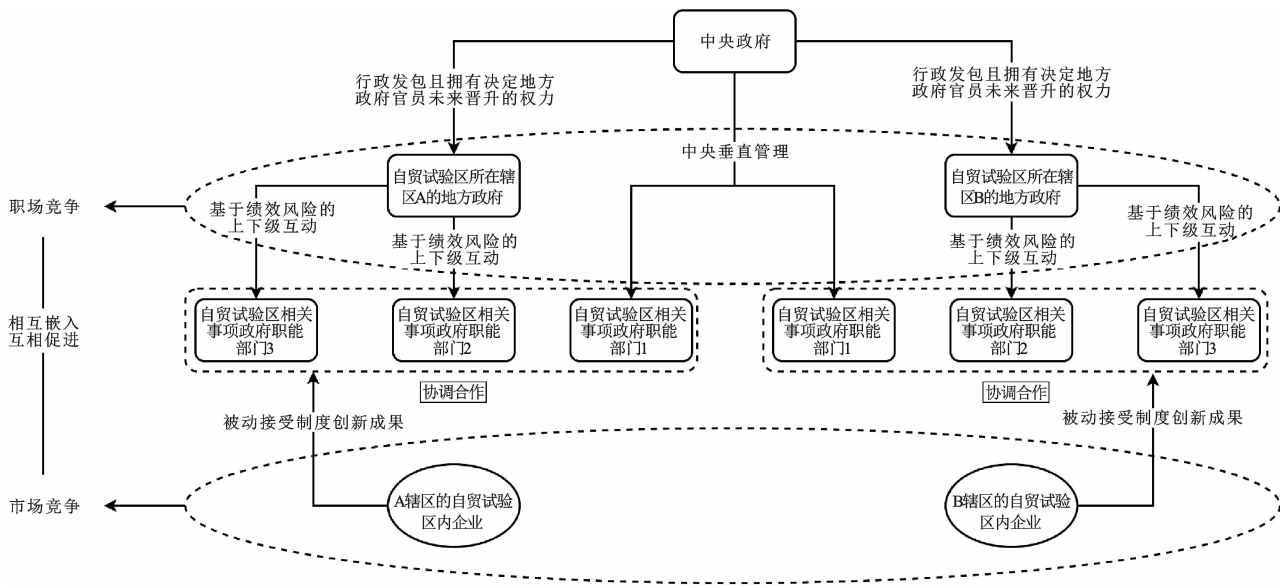 中央政府
行政发包且拥有决定地方
政府官员未来晋升的权力
行政发包且拥有决定地方
政府官员未来晋升的权力
中央垂直管理
自贸试验区所在辖
区A的地方政府
自贸试验区所在辖
区B的地方政府
职场竞争
基于绩效风险的
上下级互动
基于绩效风险的
上下级互动
基于绩效风险的
上下级互动
基于绩效风险的
上下级互动
相互嵌入
互相促进
自贸试验区相关
事项政府职能
部门3
自贸试验区相关
事项政府职能
部门2
自贸试验区相关
事项政府职能
部门1
自贸试验区相关
事项政府职能
部门1
自贸试验区相关
事项政府职能
部门2
自贸试验区相关
事项政府职能
部门3
协调合作
协调合作
被动接受制度创新成果
被动接受制度创新成果
市场竞争
A辖区的自贸试验
区内企业
B辖区的自贸试验
区内企业